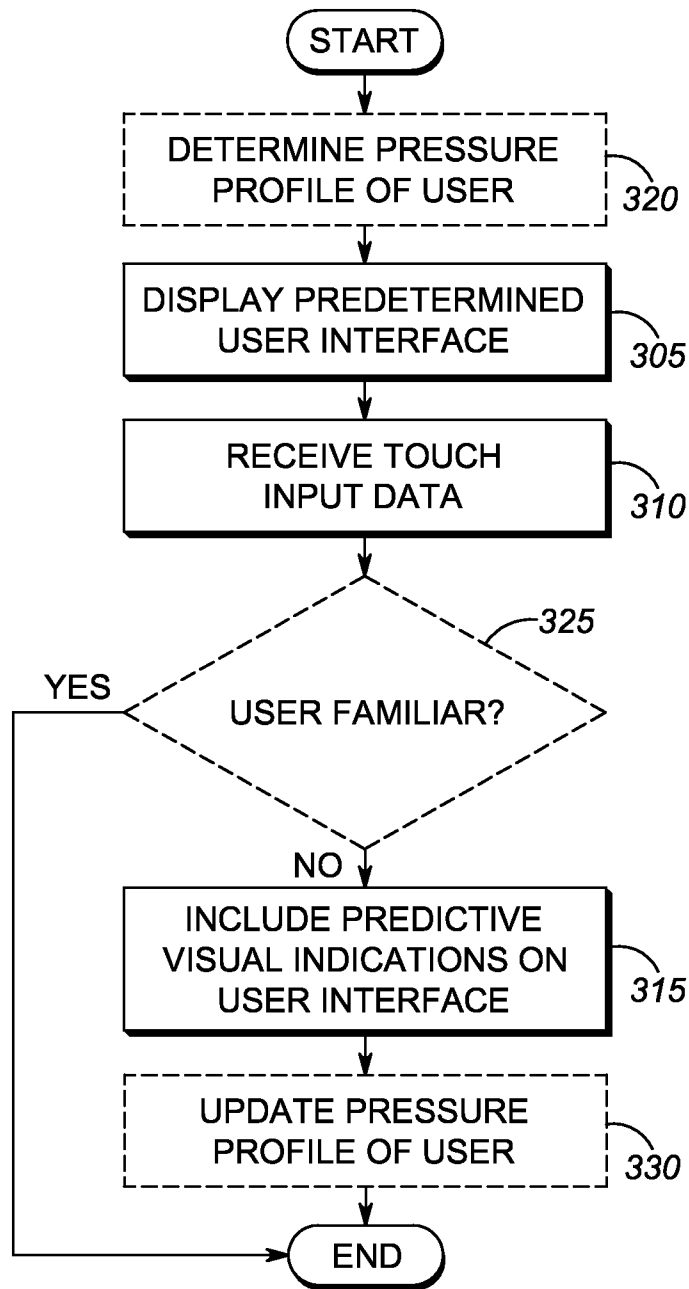 START
DETERMINE PRESSURE
PROFILE OF USER
320
DISPLAY PREDETERMINED
USER INTERFACE
305
RECEIVE TOUCH
INPUT DATA
310
325
YES
USER FAMILIAR?
NO
INCLUDE PREDICTIVE
VISUAL INDICATIONS ON
USER INTERFACE
315
UPDATE PRESSURE
PROFILE OF USER
330
END